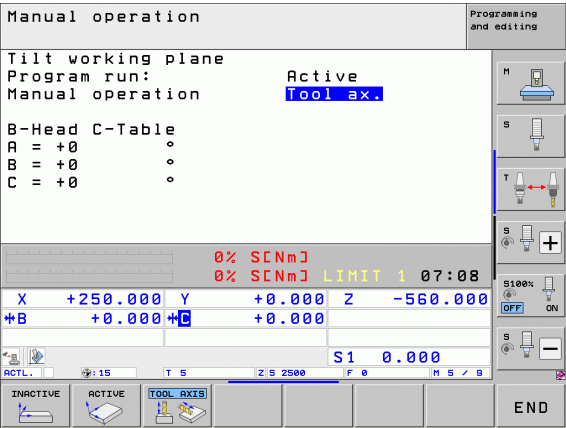 Manual operation
Programming
and editing
Tilt working plane
Program run: Active
Manual operation Tool ax.
B-Head C-Table
A = +0 °
B = +0 °
C = +0 °
0% S[Nm]
0% S[Nm] LIMIT 1 07:08
X +250.000 Y +0.000 Z -560.000
B +0.000 C +0.000
S1 0.000
ACTL. : 15 T 5 Z S 2500 F 0 M 5 / 9
M
S
T
S
+
S100%
OFF ON
S
−
INACTIVE ACTIVE TOOL AXIS END